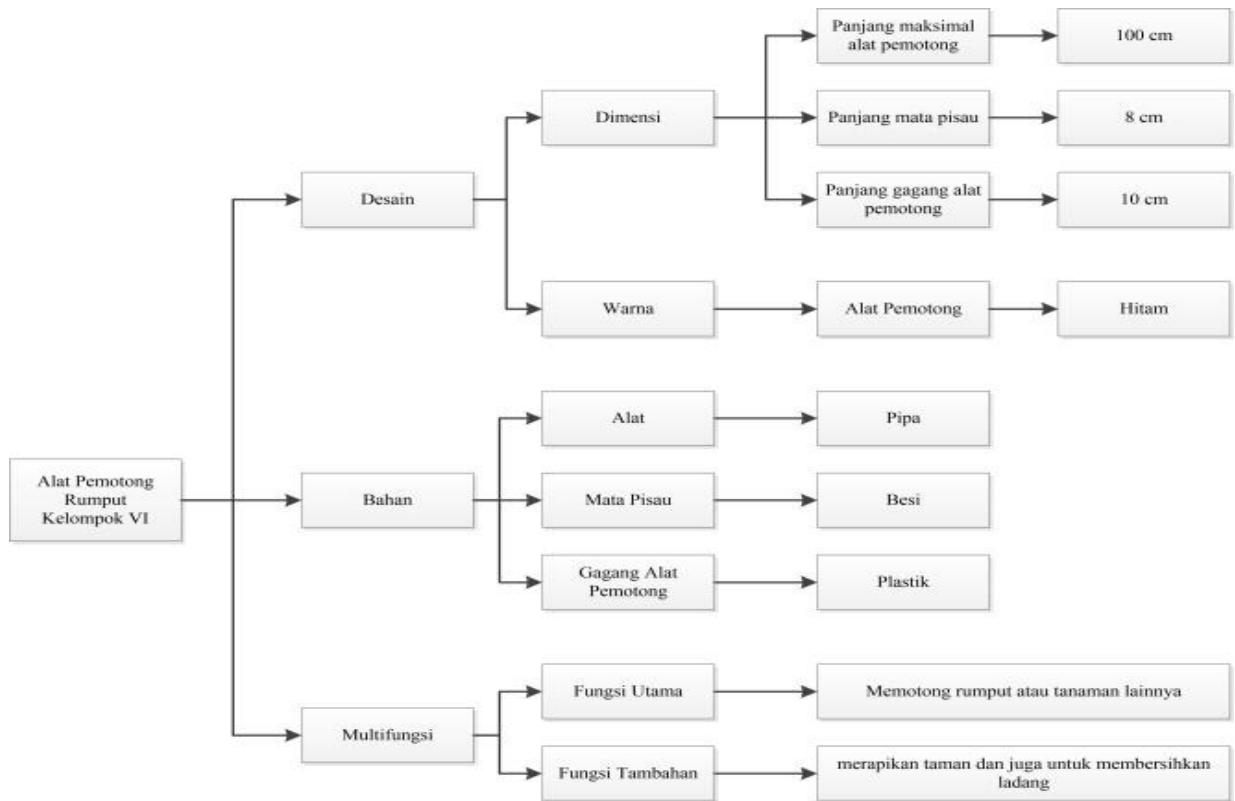 Panjang maksimal
alat pemotong
100 cm
Dimensi
Panjang mata pisau
8 cm
Panjang gagang alat
pemotong
10 cm
Desain
Warna
Alat Pemotong
Hitam
Alat
Pipa
Alat Pemotong
Rumput
Kelompok VI
Bahan
Mata Pisau
Besi
Gagang Alat
Pemotong
Plastik
Fungsi Utama
Memotong rumput atau tanaman lainnya
Multifungsi
Fungsi Tambahan
merapikan taman dan juga untuk membersihkan
ladang